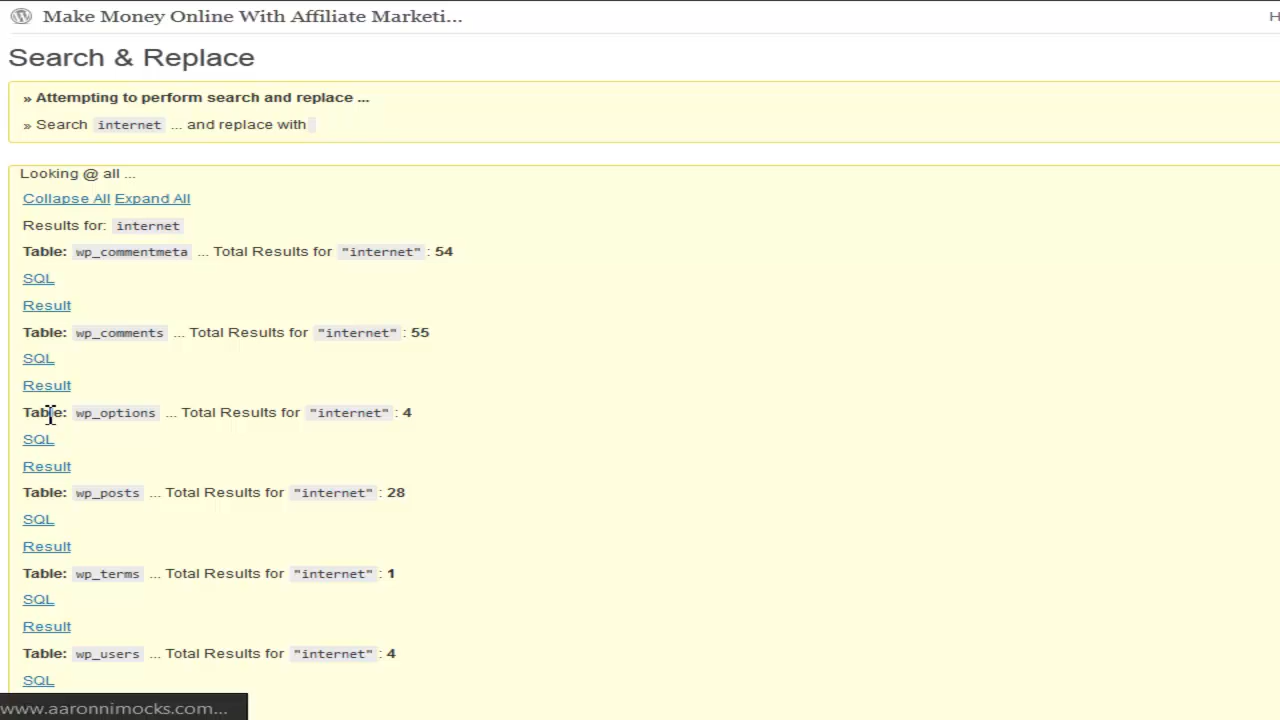 Make Money Online With Affiliate Marketi...
H
Search & Replace
» Attempting to perform search and replace ...
» Search internet ... and replace with
Looking @ all ...
Collapse All Expand All
Results for: internet
Table: wp_commentmeta ... Total Results for "internet": 54
SQL
Result
Table: wp_comments ... Total Results for "internet": 55
SQL
Result
Table: wp_options ... Total Results for "internet": 4
SQL
Result
Table: wp_posts ... Total Results for "internet": 28
SQL
Result
Table: wp_terms ... Total Results for "internet": 1
SQL
Result
Table: wp_users ... Total Results for "internet": 4
SQL
www.aaronnimocks.com...